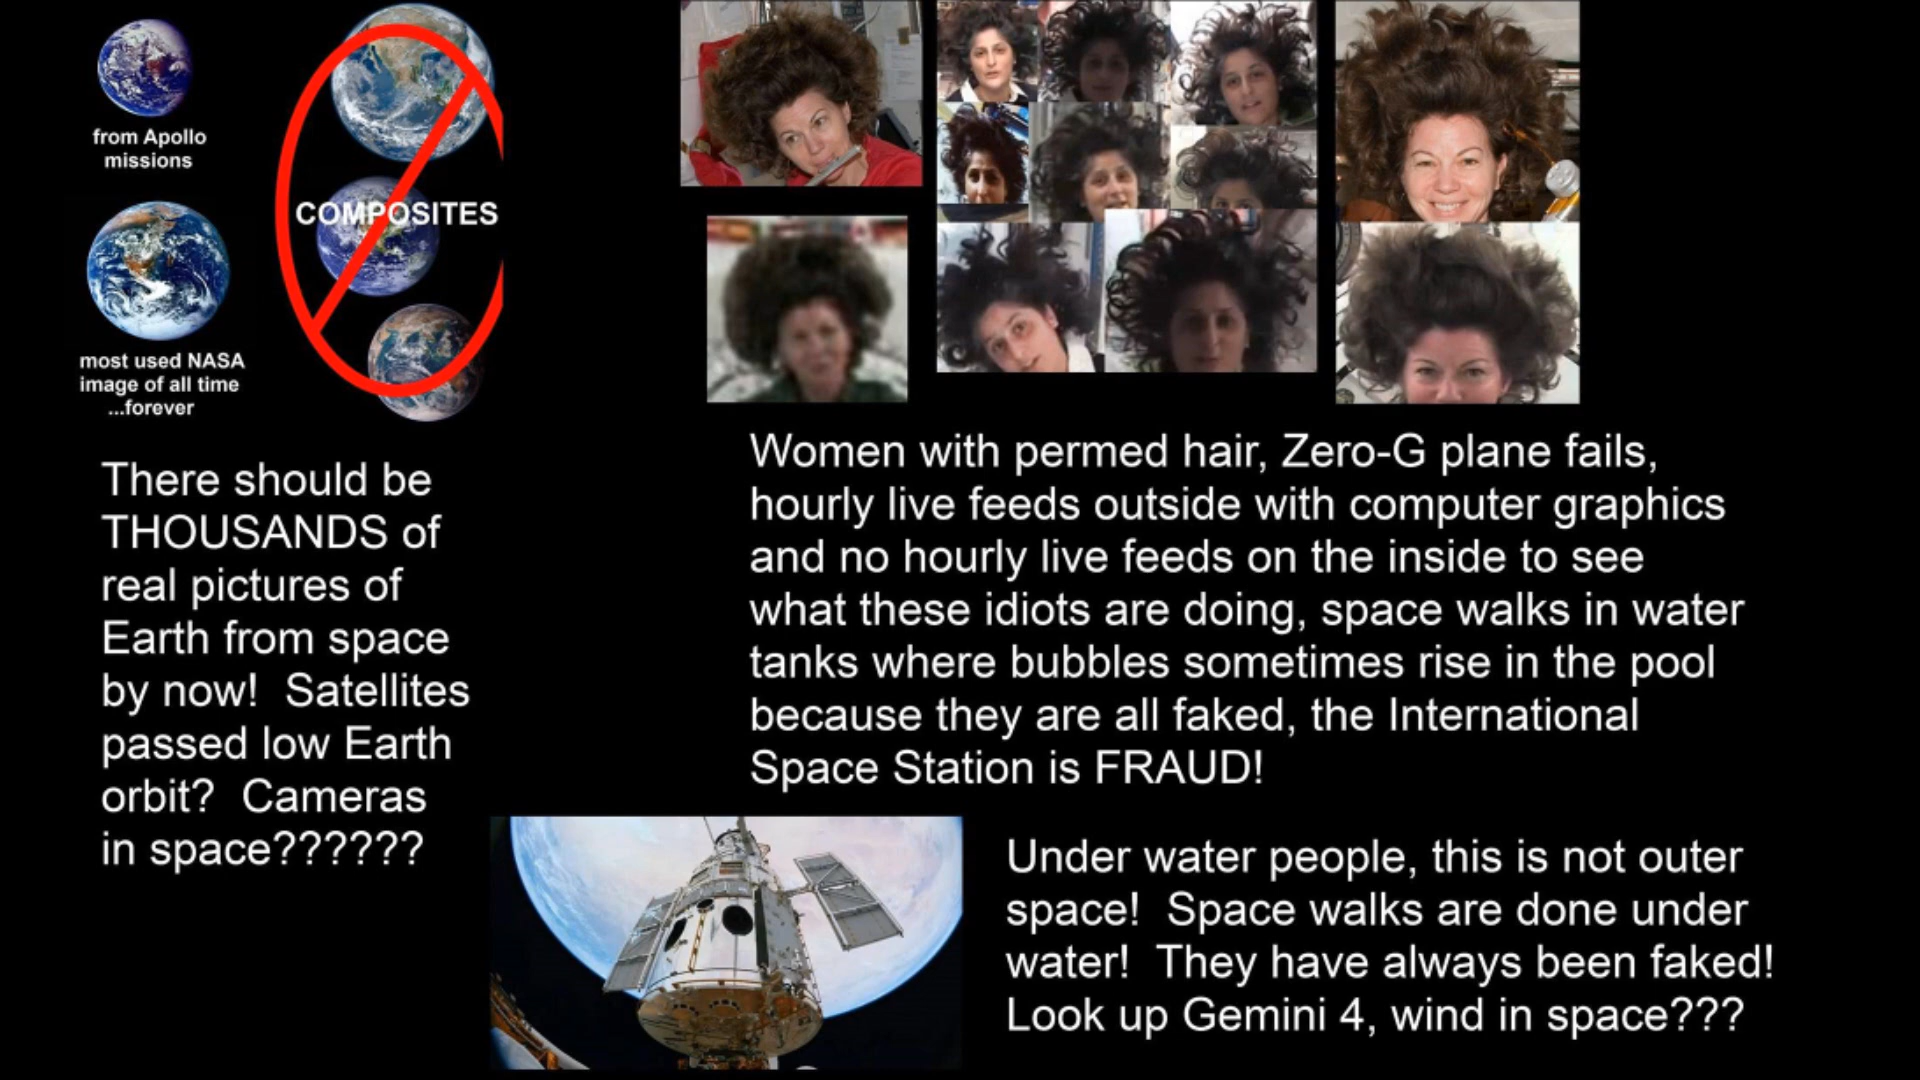 from Apollo
missions
COMPOSITES
most used NASA
image of all time
...forever
There should be
THOUSANDS of
real pictures of
Earth from space
by now!  Satellites
passed low Earth
orbit?  Cameras
in space??????
Women with permed hair, Zero-G plane fails,
hourly live feeds outside with computer graphics
and no hourly live feeds on the inside to see
what these idiots are doing, space walks in water
tanks where bubbles sometimes rise in the pool
because they are all faked, the International
Space Station is FRAUD!
Under water people, this is not outer
space!  Space walks are done under
water!  They have always been faked!
Look up Gemini 4, wind in space???